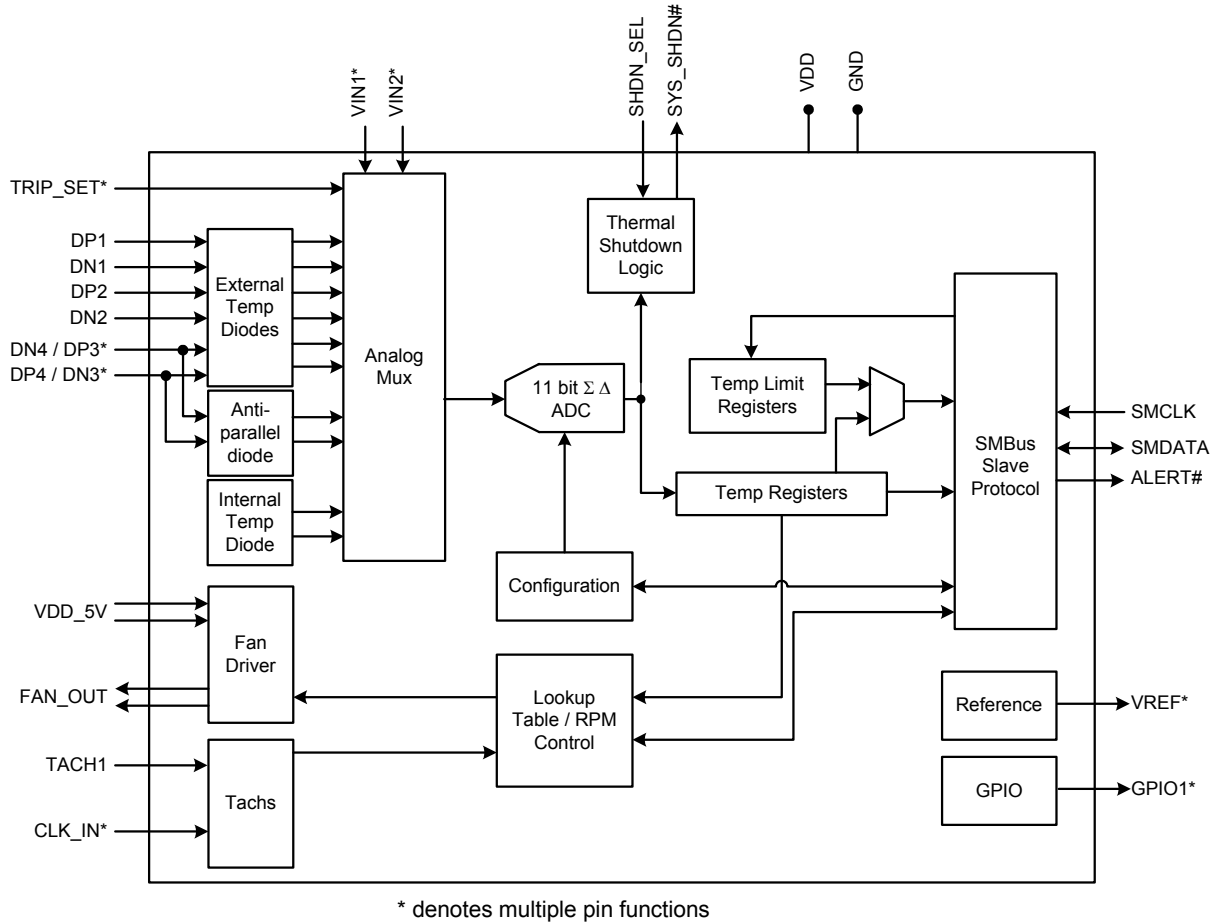 VIN1*
VIN2*
SHDN_SEL
SYS_SHDN#
VDD
GND
TRIP_SET*
DP1
DN1
DP2
DN2
DN4 / DP3*
DP4 / DN3*
External
Temp
Diodes
Anti-
parallel
diode
Internal
Temp
Diode
Analog
Mux
11 bit Σ Δ
ADC
Thermal
Shutdown
Logic
Temp Limit
Registers
Temp Registers
Configuration
SMBus
Slave
Protocol
SMCLK
SMDATA
ALERT#
VDD_5V
FAN_OUT
Fan
Driver
Lookup
Table / RPM
Control
TACH1
CLK_IN*
Tachs
Reference
VREF*
GPIO
GPIO1*
* denotes multiple pin functions